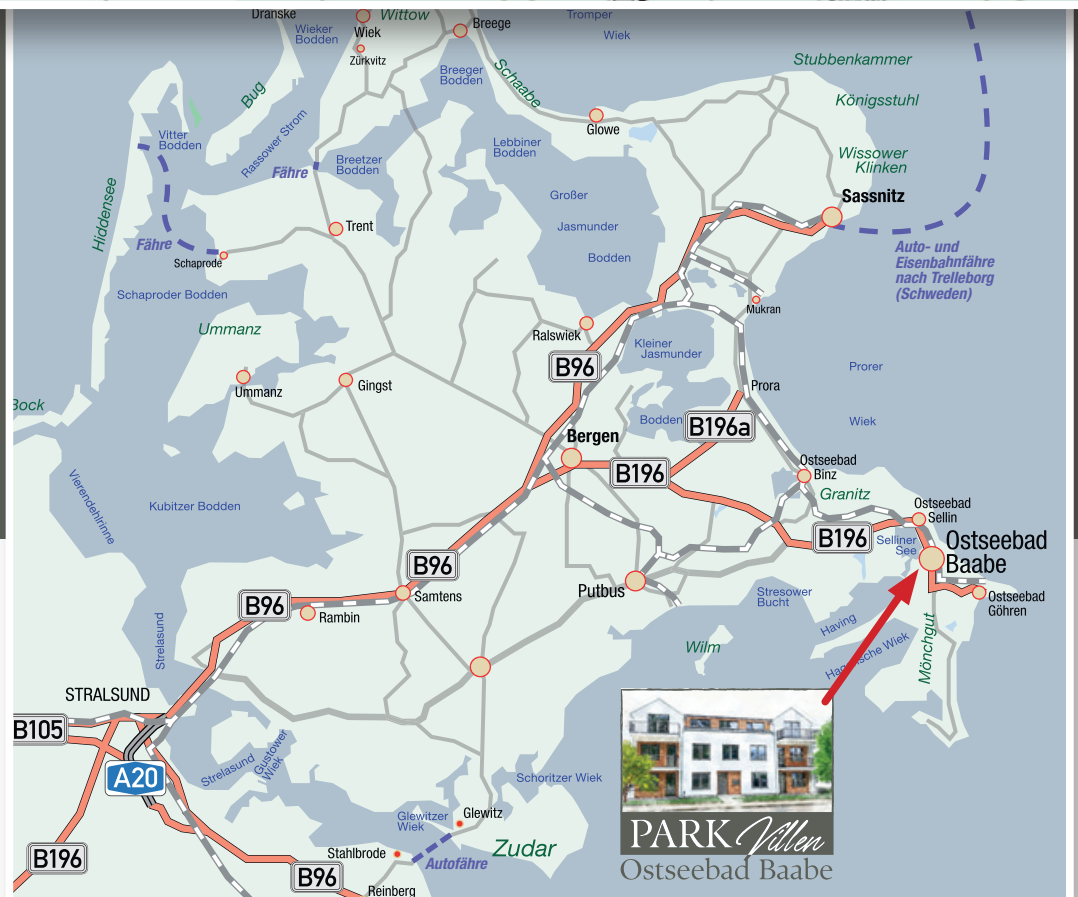 Dranske
Wittow
Wiek
Breege
Tromper
Wiek
Wieker
Bodden
Zürkvitz
Breeger
Bodden
Schaabe
Stubbenkammer
Königsstuhl
Bug
Glowe
Vitter
Bodden
Rassower Strom
Lebbiner
Bodden
Wissower
Klinken
Fähre
Breetzer
Bodden
Hiddensee
Großer
Jasmunder
Bodden
Sassnitz
Trent
Fähre
Schaprode
Auto- und
Eisenbahnfähre
nach Trelleborg
(Schweden)
Schaproder Bodden
Mukran
Ummanz
Ralswiek
Kleiner
Jasmunder
B96
Prorer
Ummanz
Gingst
Prora
Bock
Bodden
B196a
Wiek
Bergen
Ostseebad
Binz
B196
Vierendehlrinne
Kubitzer Bodden
Granitz
Ostseebad
Sellin
B196
Selliner
See
Ostseebad
Baabe
B96
Putbus
Samtens
Stresower
Bucht
Ostseebad
Göhren
B96
Rambin
Strelasund
Having
Wilm
Mönchgut
STRALSUND
B105
A20
Strelasund
Gustower
Wiek
Schoritzer Wiek
Glewitzer
Wiek
Glewitz
PARK Villen
Ostseebad Baabe
Zudar
Stahlbrode
Autofähre
B196
B96
Reinberg